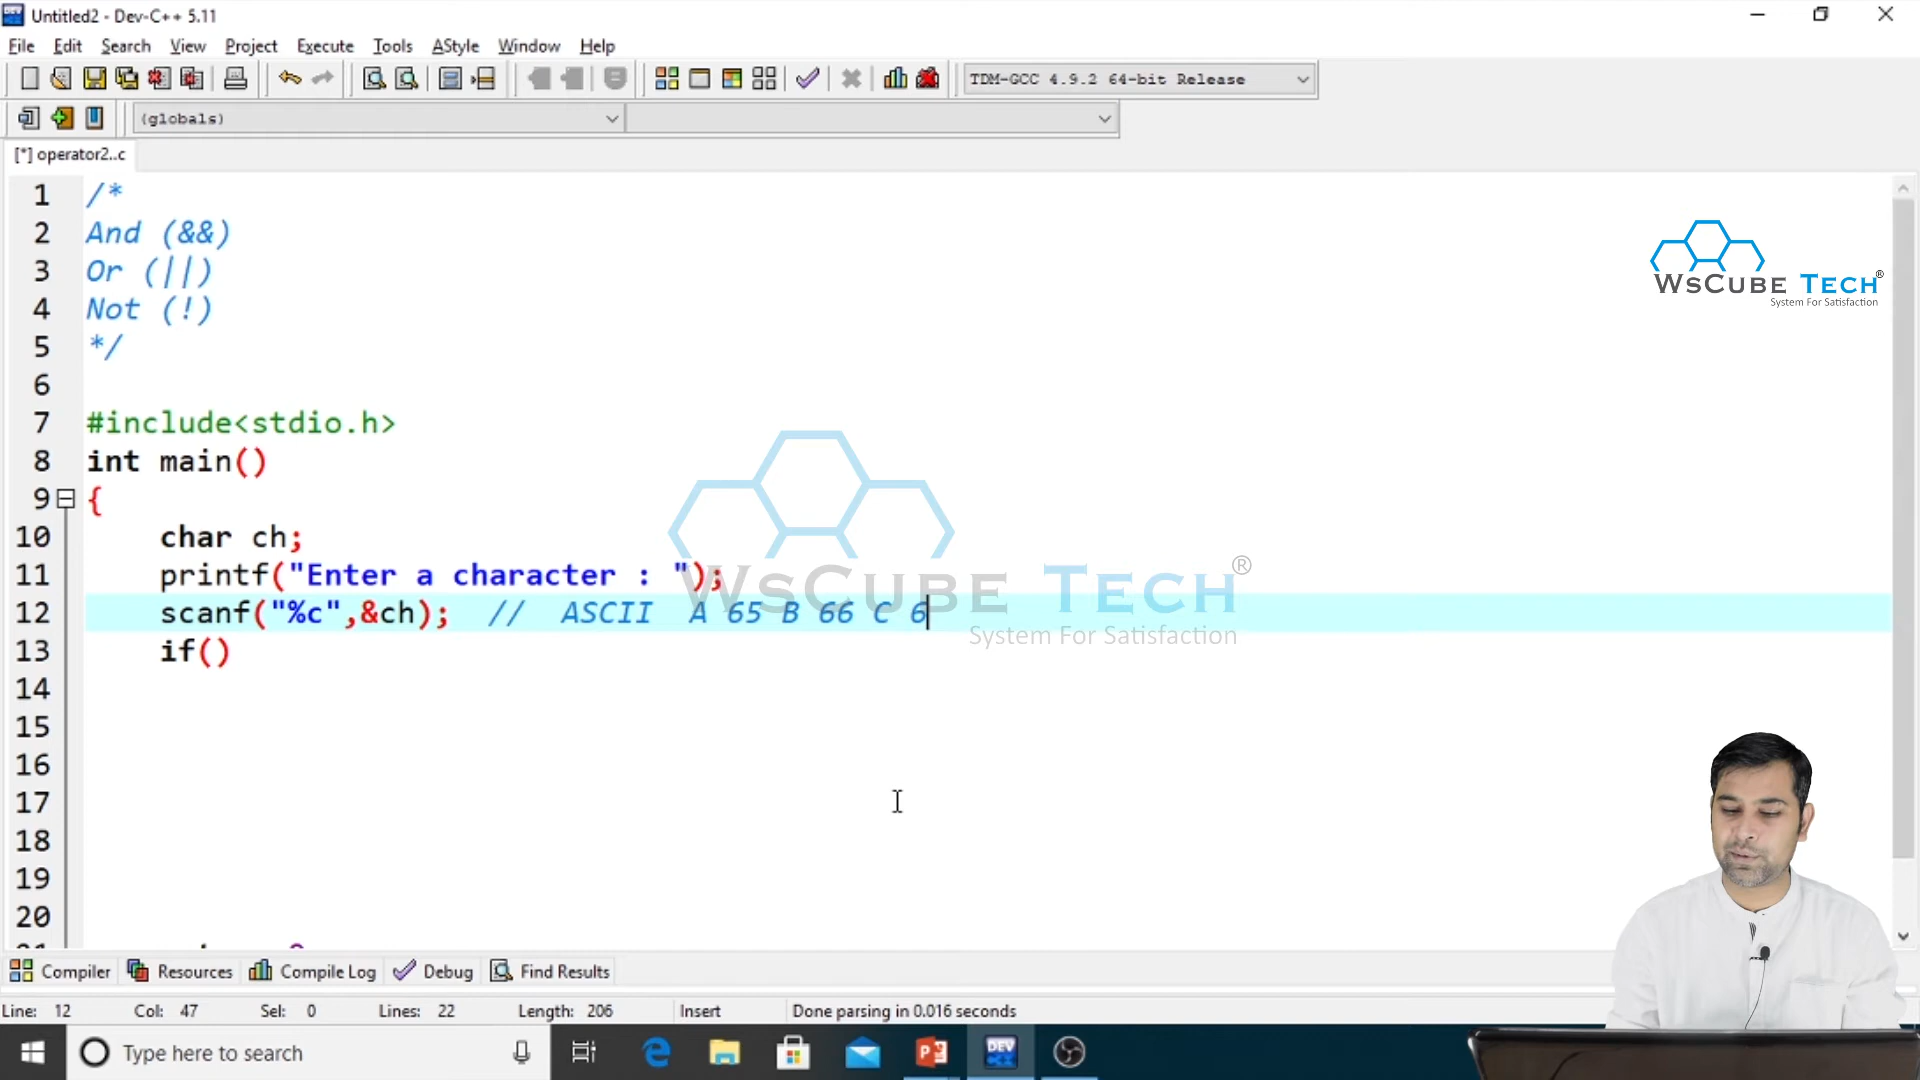 Untitled2 - Dev-C++ 5.11
File Edit Search View Project Execute Tools AStyle Window Help
TDM-GCC 4.9.2 64-bit Release
(globals)
[*] operator2..c
1 /*
2 And (&&)
3 Or (||)
4 Not (!)
5 */
6
7 #include<stdio.h>
8 int main()
9 {
10 char ch;
11 printf("Enter a character : ");
12 scanf("%c",&ch); // ASCII A 65 B 66 C 6
13 if()
14
15
16
17
18
19
20
WsCube Tech®
System For Satisfaction
WsCube Tech®
System For Satisfaction
Compiler Resources Compile Log Debug Find Results
Line: 12 Col: 47 Sel: 0 Lines: 22 Length: 206 Insert Done parsing in 0.016 seconds
Type here to search
DEV